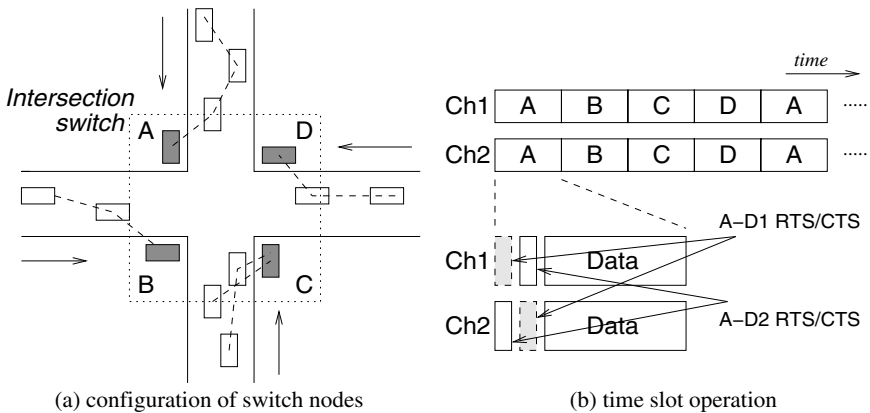 Intersection
switch
A
D
B
C
(a) configuration of switch nodes
time
Ch1 A B C D A .....
Ch2 A B C D A .....
A–D1 RTS/CTS
Ch1 Data
Ch2 Data
A–D2 RTS/CTS
(b) time slot operation